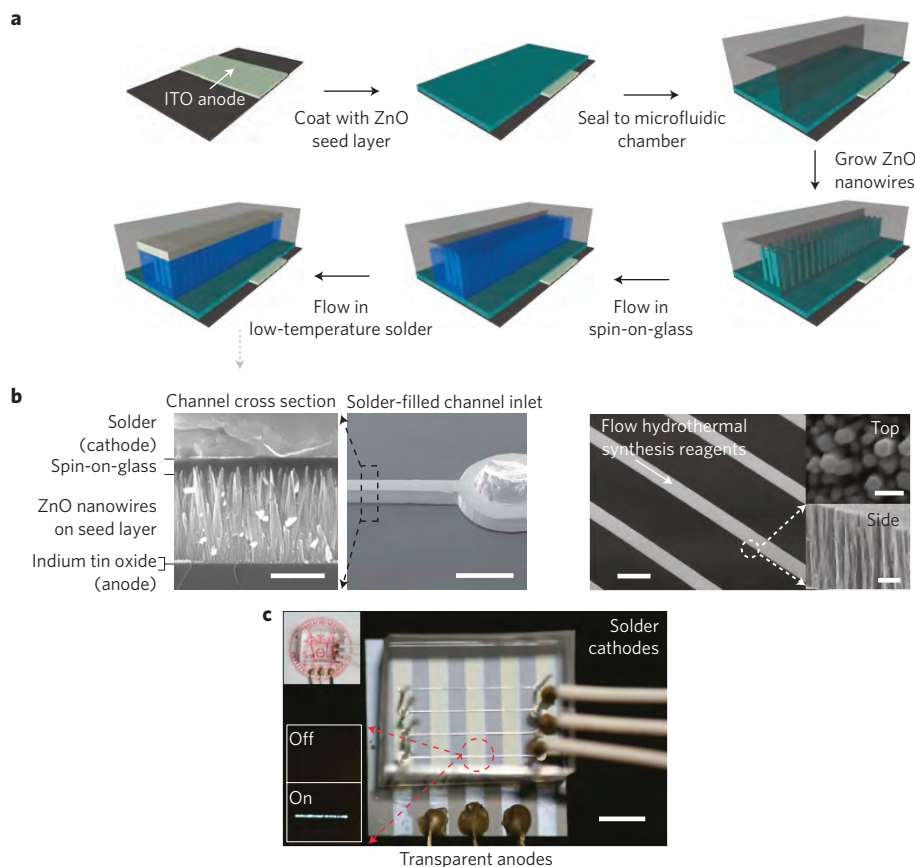 a
ITO anode
Coat with ZnO
seed layer
Seal to microfluidic
chamber
Grow ZnO
nanowires
Flow in
low-temperature solder
Flow in
spin-on-glass
b
Channel cross section
Solder-filled channel inlet
Solder
(cathode)
Spin-on-glass
ZnO nanowires
on seed layer
Indium tin oxide
(anode)
Flow hydrothermal
synthesis reagents
Top
Side
c
Solder
cathodes
Off
On
Transparent anodes